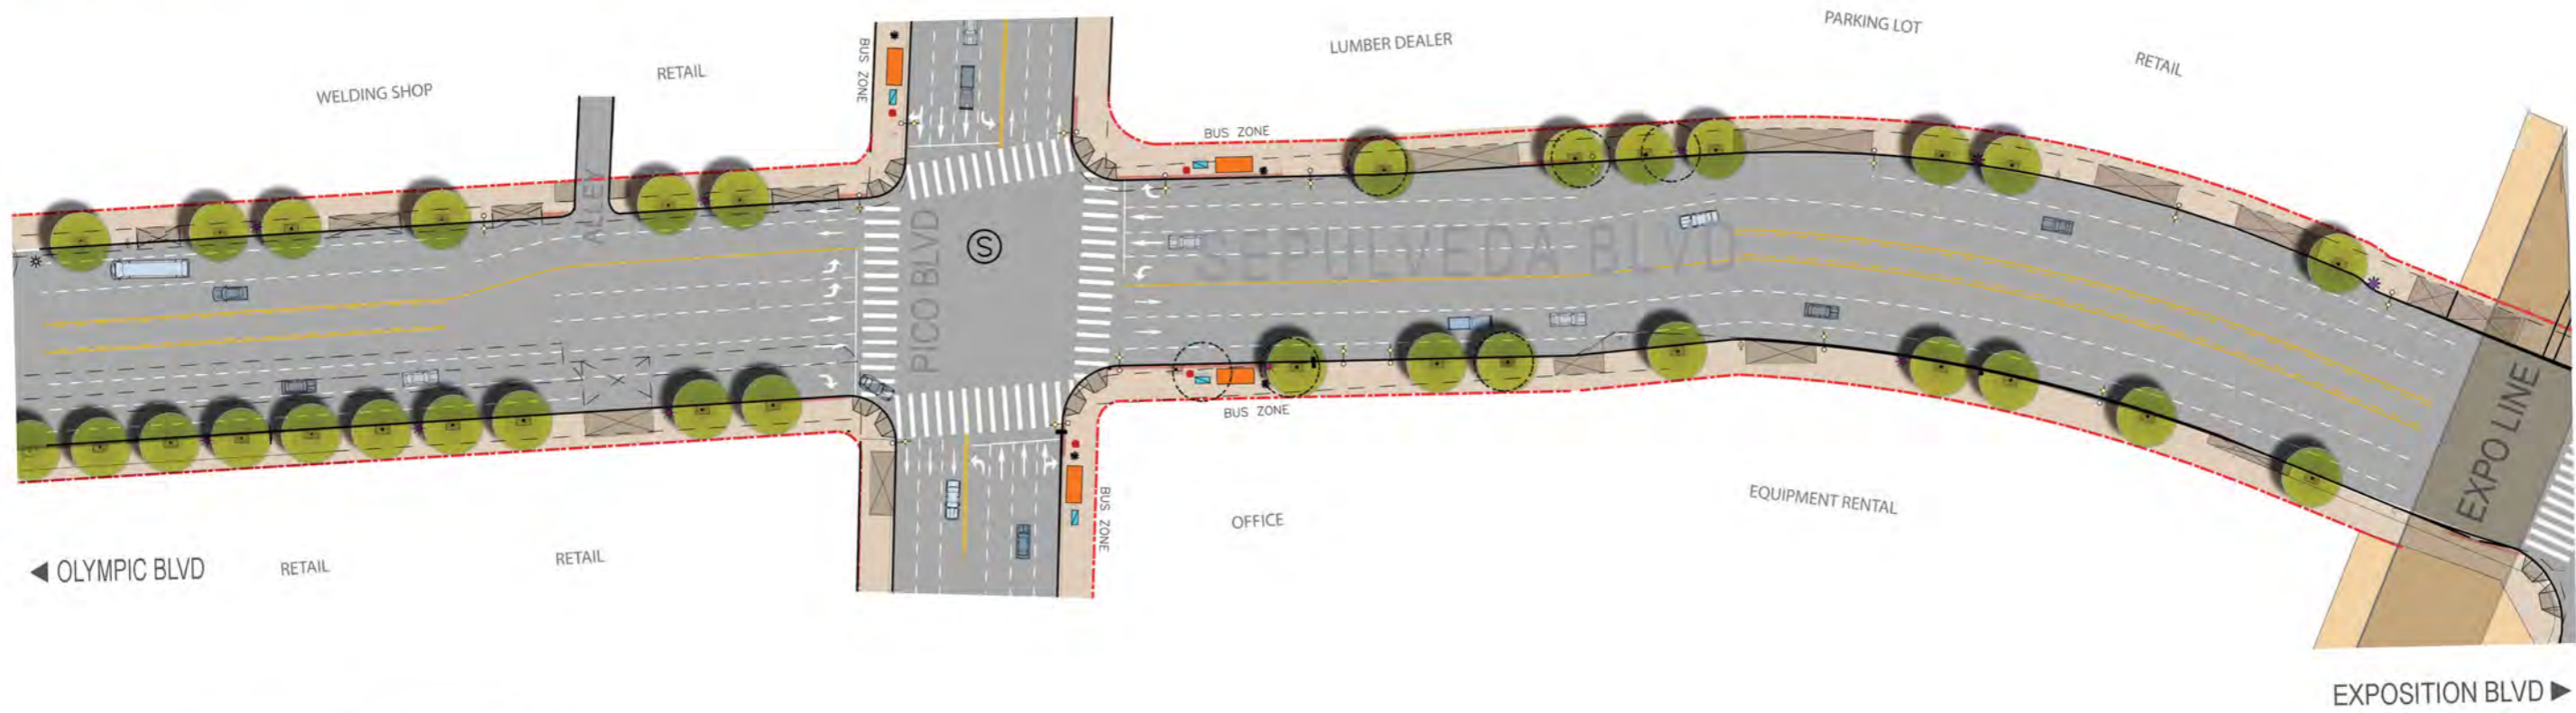 PARKING LOT
LUMBER DEALER
RETAIL
RETAIL
WELDING SHOP
BUS ZONE
BUS ZONE
ALLEY
PICO BLVD
S
SEPULVEDA BLVD
EXPO LINE
BUS ZONE
BUS ZONE
EQUIPMENT RENTAL
OFFICE
RETAIL
RETAIL
OLYMPIC BLVD
EXPOSITION BLVD